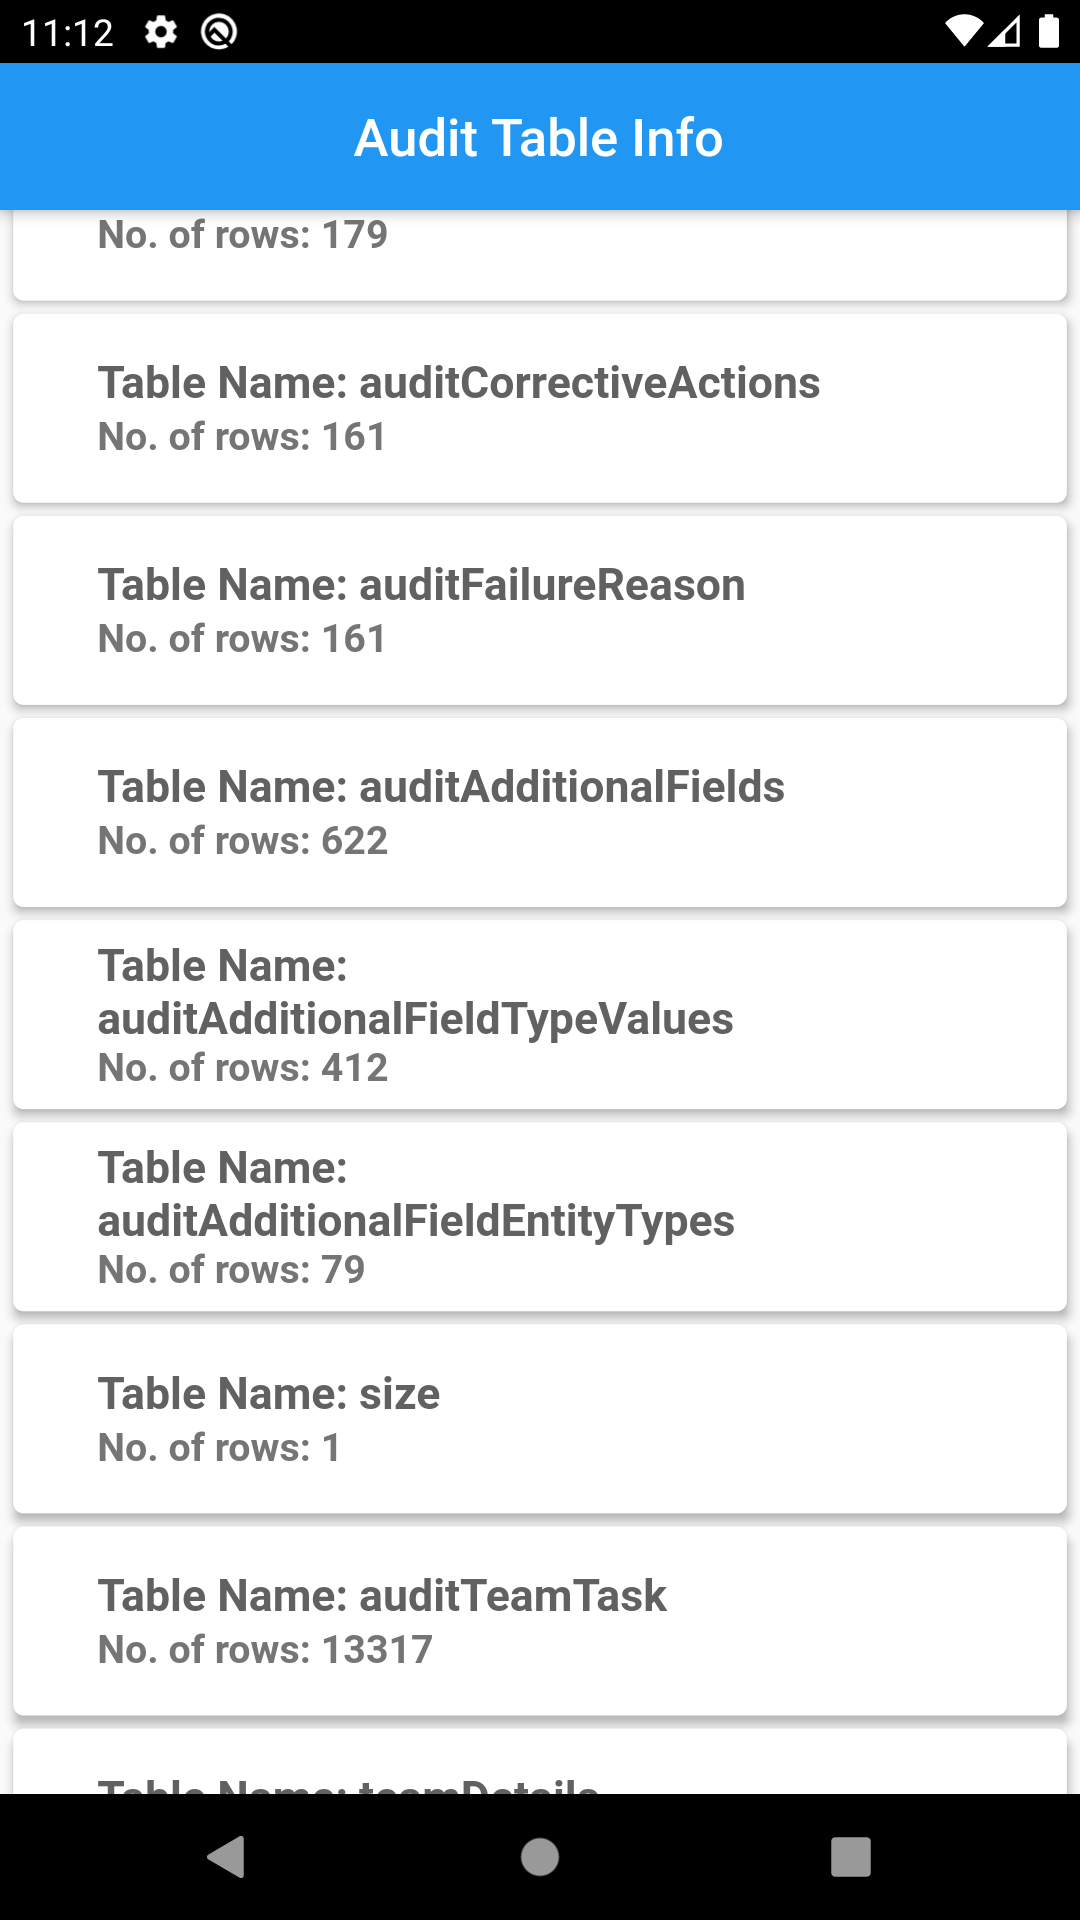 11:12
Audit Table Info
No. of rows: 179
Table Name: auditCorrectiveActions
No. of rows: 161
Table Name: auditFailureReason
No. of rows: 161
Table Name: auditAdditionalFields
No. of rows: 622
Table Name:
auditAdditionalFieldTypeValues
No. of rows: 412
Table Name:
auditAdditionalFieldEntityTypes
No. of rows: 79
Table Name: size
No. of rows: 1
Table Name: auditTeamTask
No. of rows: 13317
Table Name: teamDetails